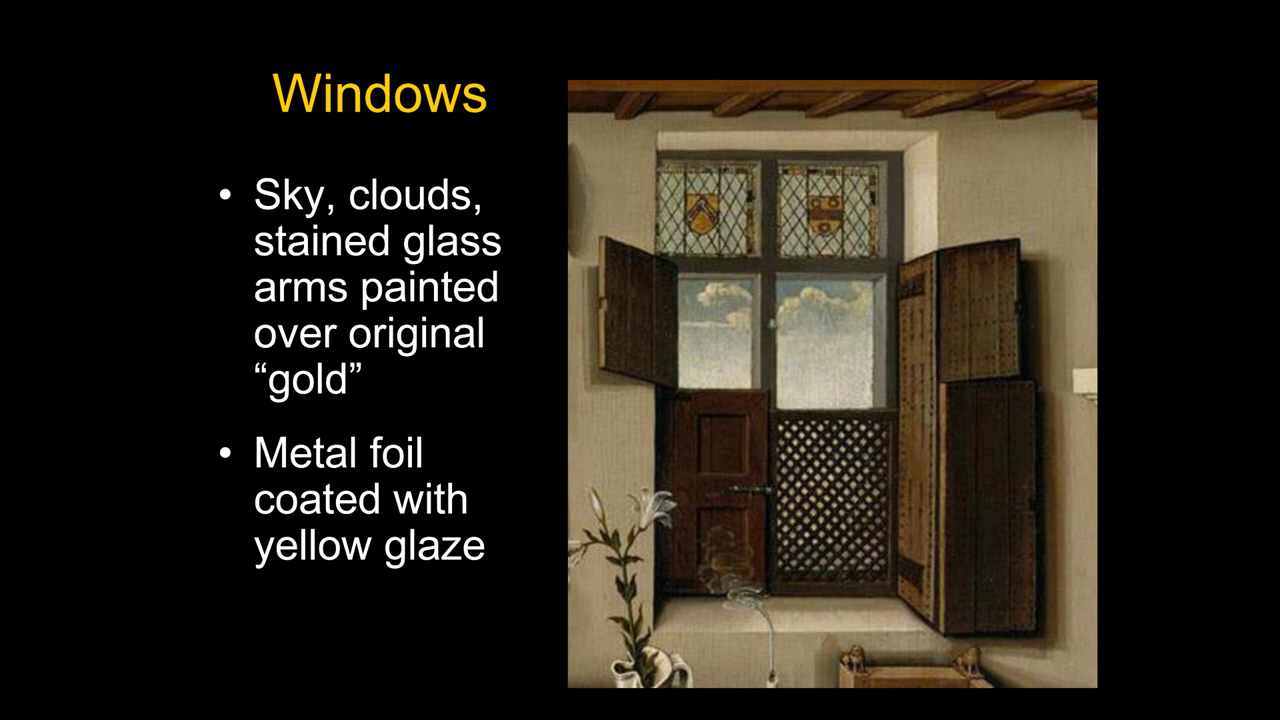 Windows
• Sky, clouds,
stained glass
arms painted
over original
“gold”
• Metal foil
coated with
yellow glaze